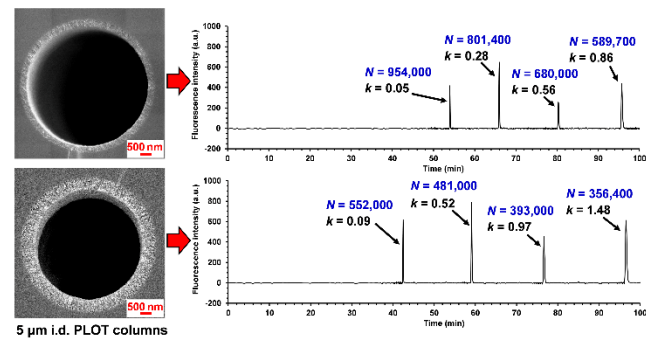 500 nm
Fluorescence intensity (a.u.)
1000
800
600
400
200
0
-200
N = 954,000
k = 0.05
N = 801,400
k = 0.28
N = 680,000
k = 0.56
N = 589,700
k = 0.86
0 10 20 30 40 50 60 70 80 90 100
Time (min)
500 nm
Fluorescence intensity (a.u.)
1000
800
600
400
200
0
-200
N = 552,000
k = 0.09
N = 481,000
k = 0.52
N = 393,000
k = 0.97
N = 356,400
k = 1.48
0 10 20 30 40 50 60 70 80 90 100
Time (min)
5 µm i.d. PLOT columns